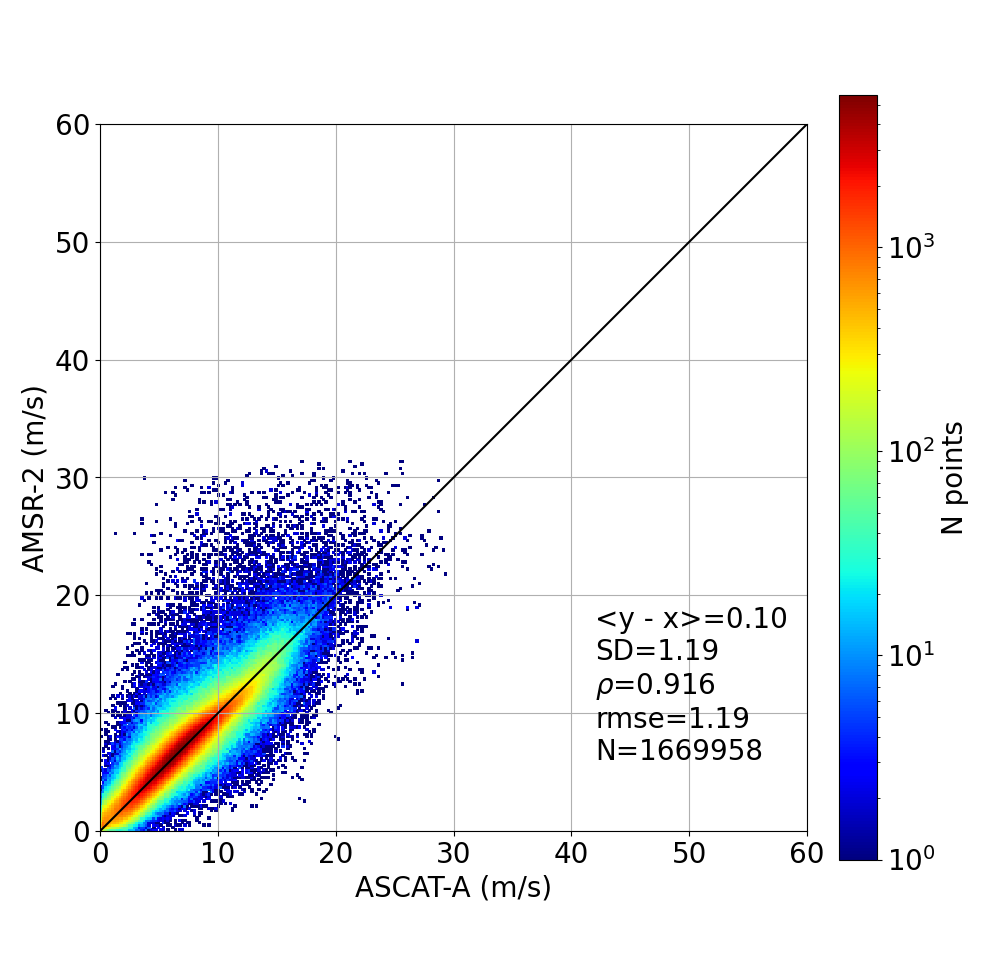 60
50
40
30
20
10
0
0 10 20 30 40 50 60
AMSR-2 (m/s)
ASCAT-A (m/s)
<y - x>=0.10
SD=1.19
ρ=0.916
rmse=1.19
N=1669958
10³
10²
10¹
10⁰
N points